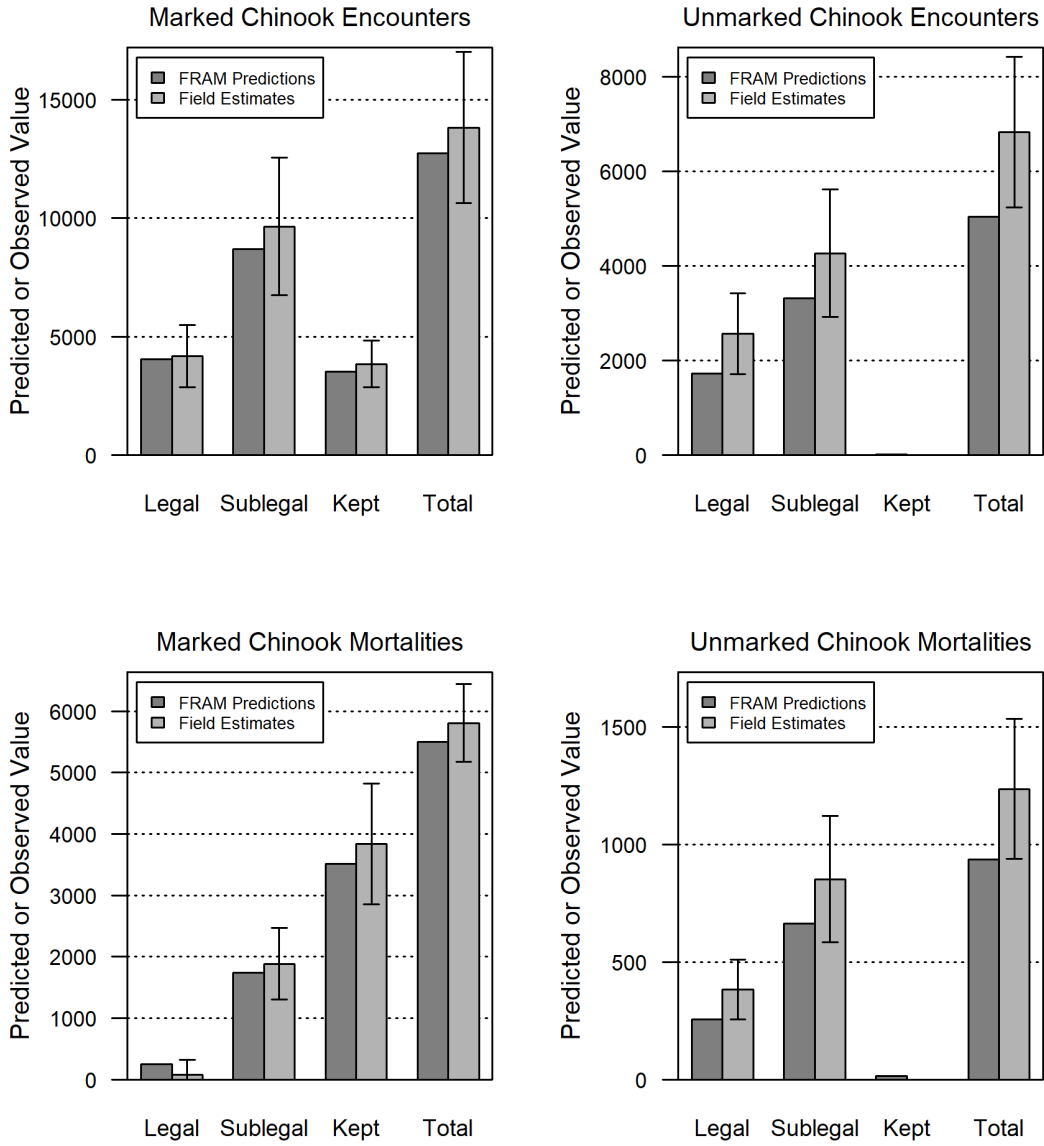 Marked Chinook Encounters
Predicted or Observed Value
FRAM Predictions
Field Estimates
15000
10000
5000
0
Legal Sublegal Kept Total
Unmarked Chinook Encounters
Predicted or Observed Value
FRAM Predictions
Field Estimates
8000
6000
4000
2000
0
Legal Sublegal Kept Total
Marked Chinook Mortalities
Predicted or Observed Value
FRAM Predictions
Field Estimates
6000
5000
4000
3000
2000
1000
0
Legal Sublegal Kept Total
Unmarked Chinook Mortalities
Predicted or Observed Value
FRAM Predictions
Field Estimates
1500
1000
500
0
Legal Sublegal Kept Total